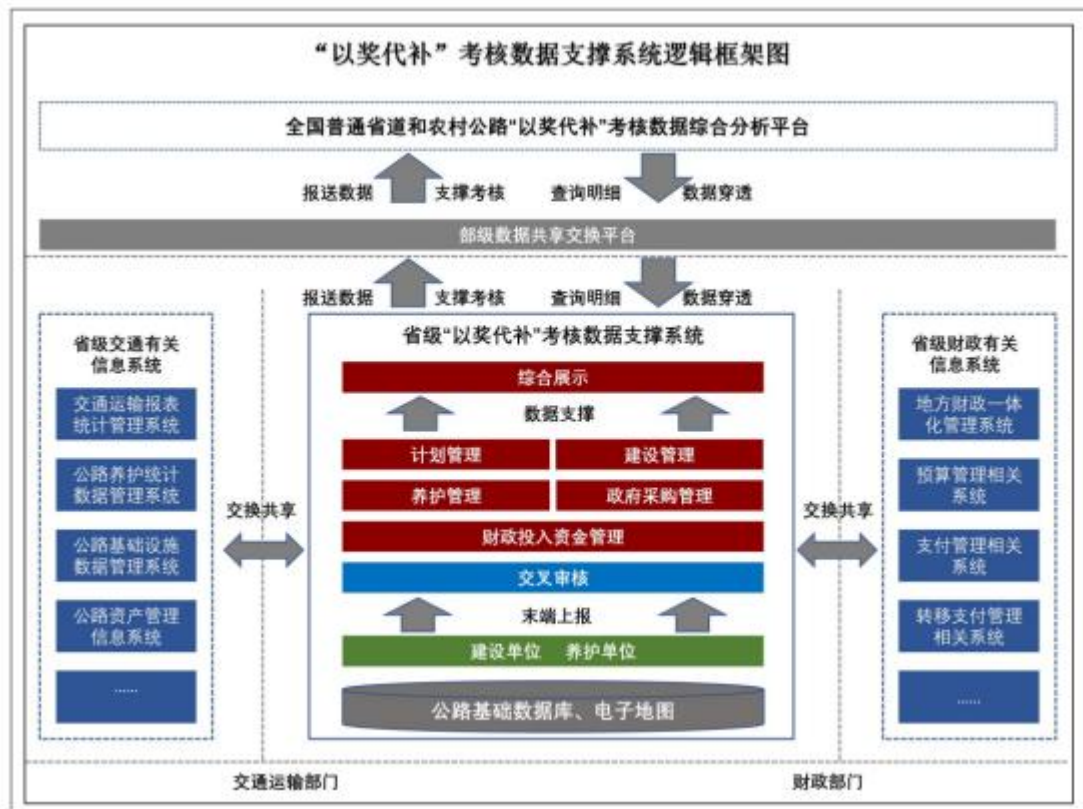 “以奖代补”考核数据支撑系统逻辑框架图
全国普通省道和农村公路“以奖代补”考核数据综合分析平台
报送数据 支撑考核 查询明细 数据穿透
部级数据共享交换平台
报送数据 支撑考核 查询明细 数据穿透
省级交通有关
信息系统
交通运输报表
统计管理系统
公路养护统计
数据管理系统
公路基础设施
数据管理系统
公路资产管理
信息系统
......
交换共享
省级“以奖代补”考核数据支撑系统
综合展示
数据支撑
计划管理 建设管理
养护管理 政府采购管理
财政投入资金管理
交叉审核
末端上报
建设单位 养护单位
公路基础数据库、电子地图
交换共享
省级财政有关
信息系统
地方财政一体
化管理系统
预算管理相关
系统
支付管理相关
系统
转移支付管理
相关系统
......
交通运输部门 财政部门